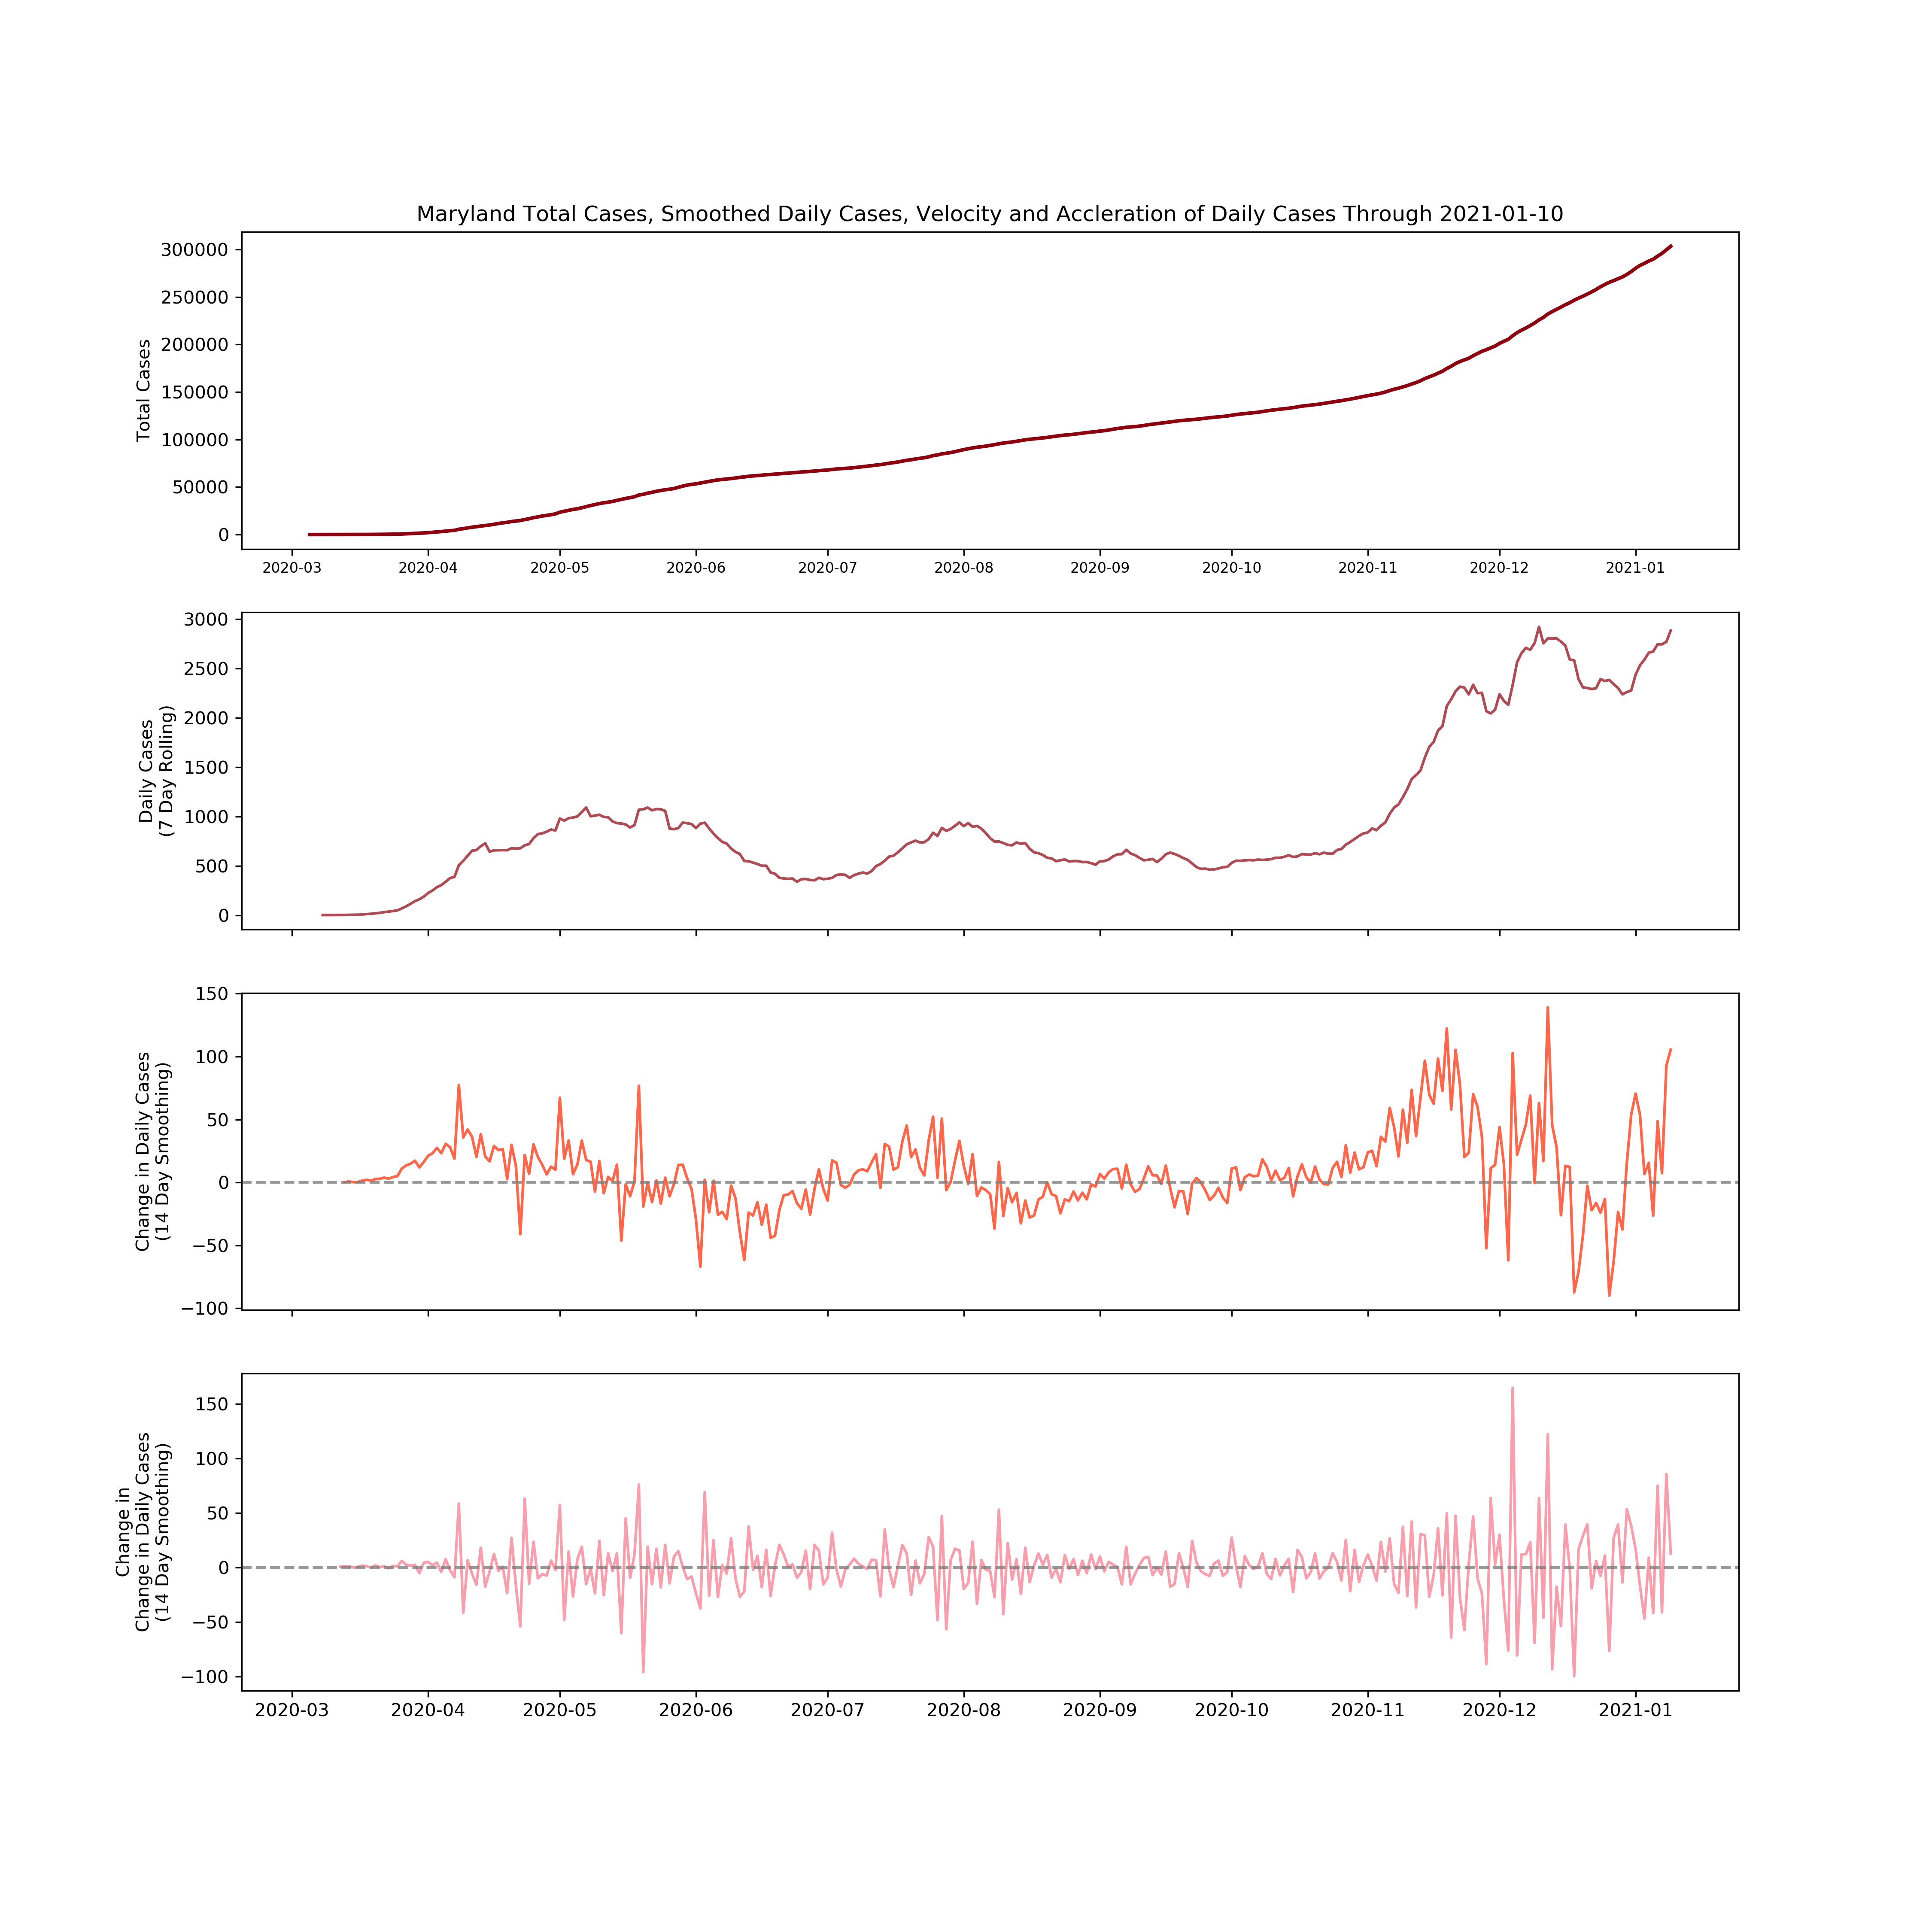 Maryland Total Cases, Smoothed Daily Cases, Velocity and Accleration of Daily Cases Through 2021-01-10
Total Cases
300000
250000
200000
150000
100000
50000
0
2020-03 2020-04 2020-05 2020-06 2020-07 2020-08 2020-09 2020-10 2020-11 2020-12 2021-01
Daily Cases
(7 Day Rolling)
3000
2500
2000
1500
1000
500
0
Change in Daily Cases
(14 Day Smoothing)
150
100
50
0
−50
−100
Change in
Change in Daily Cases
(14 Day Smoothing)
150
100
50
0
−50
−100
2020-03 2020-04 2020-05 2020-06 2020-07 2020-08 2020-09 2020-10 2020-11 2020-12 2021-01